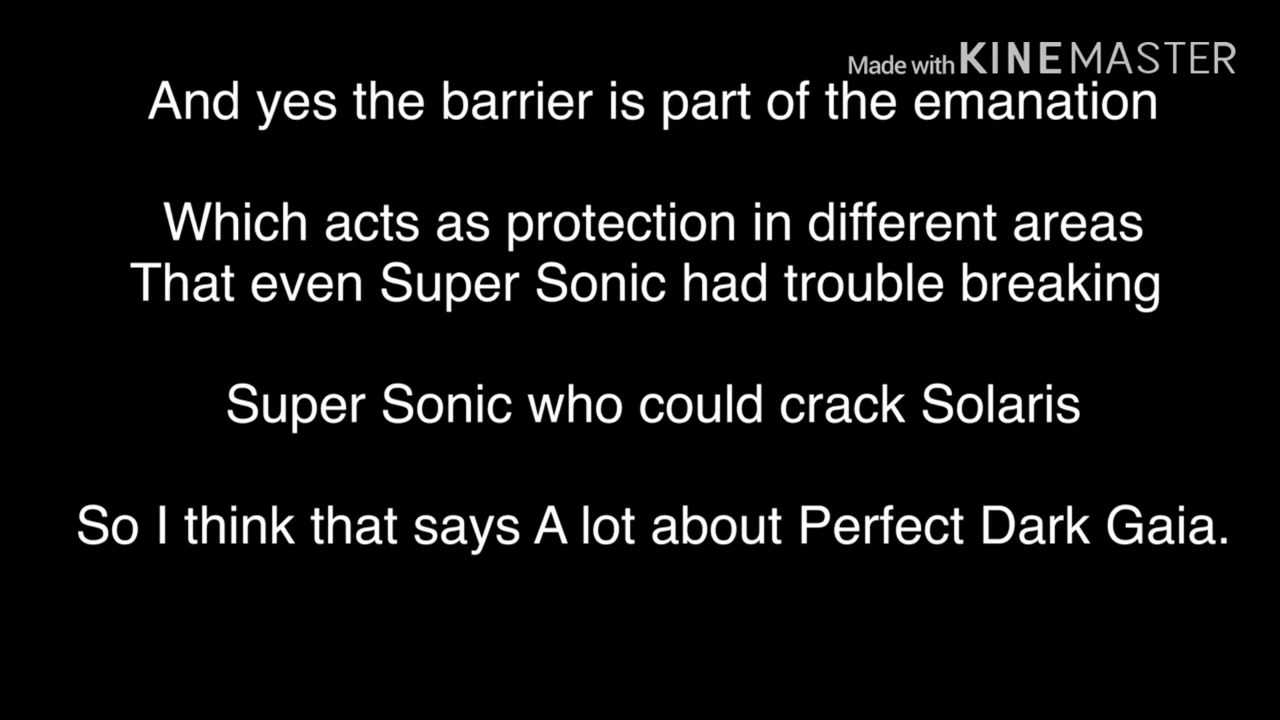 Made with KINEMASTER
And yes the barrier is part of the emanation
Which acts as protection in different areas
That even Super Sonic had trouble breaking
Super Sonic who could crack Solaris
So I think that says A lot about Perfect Dark Gaia.